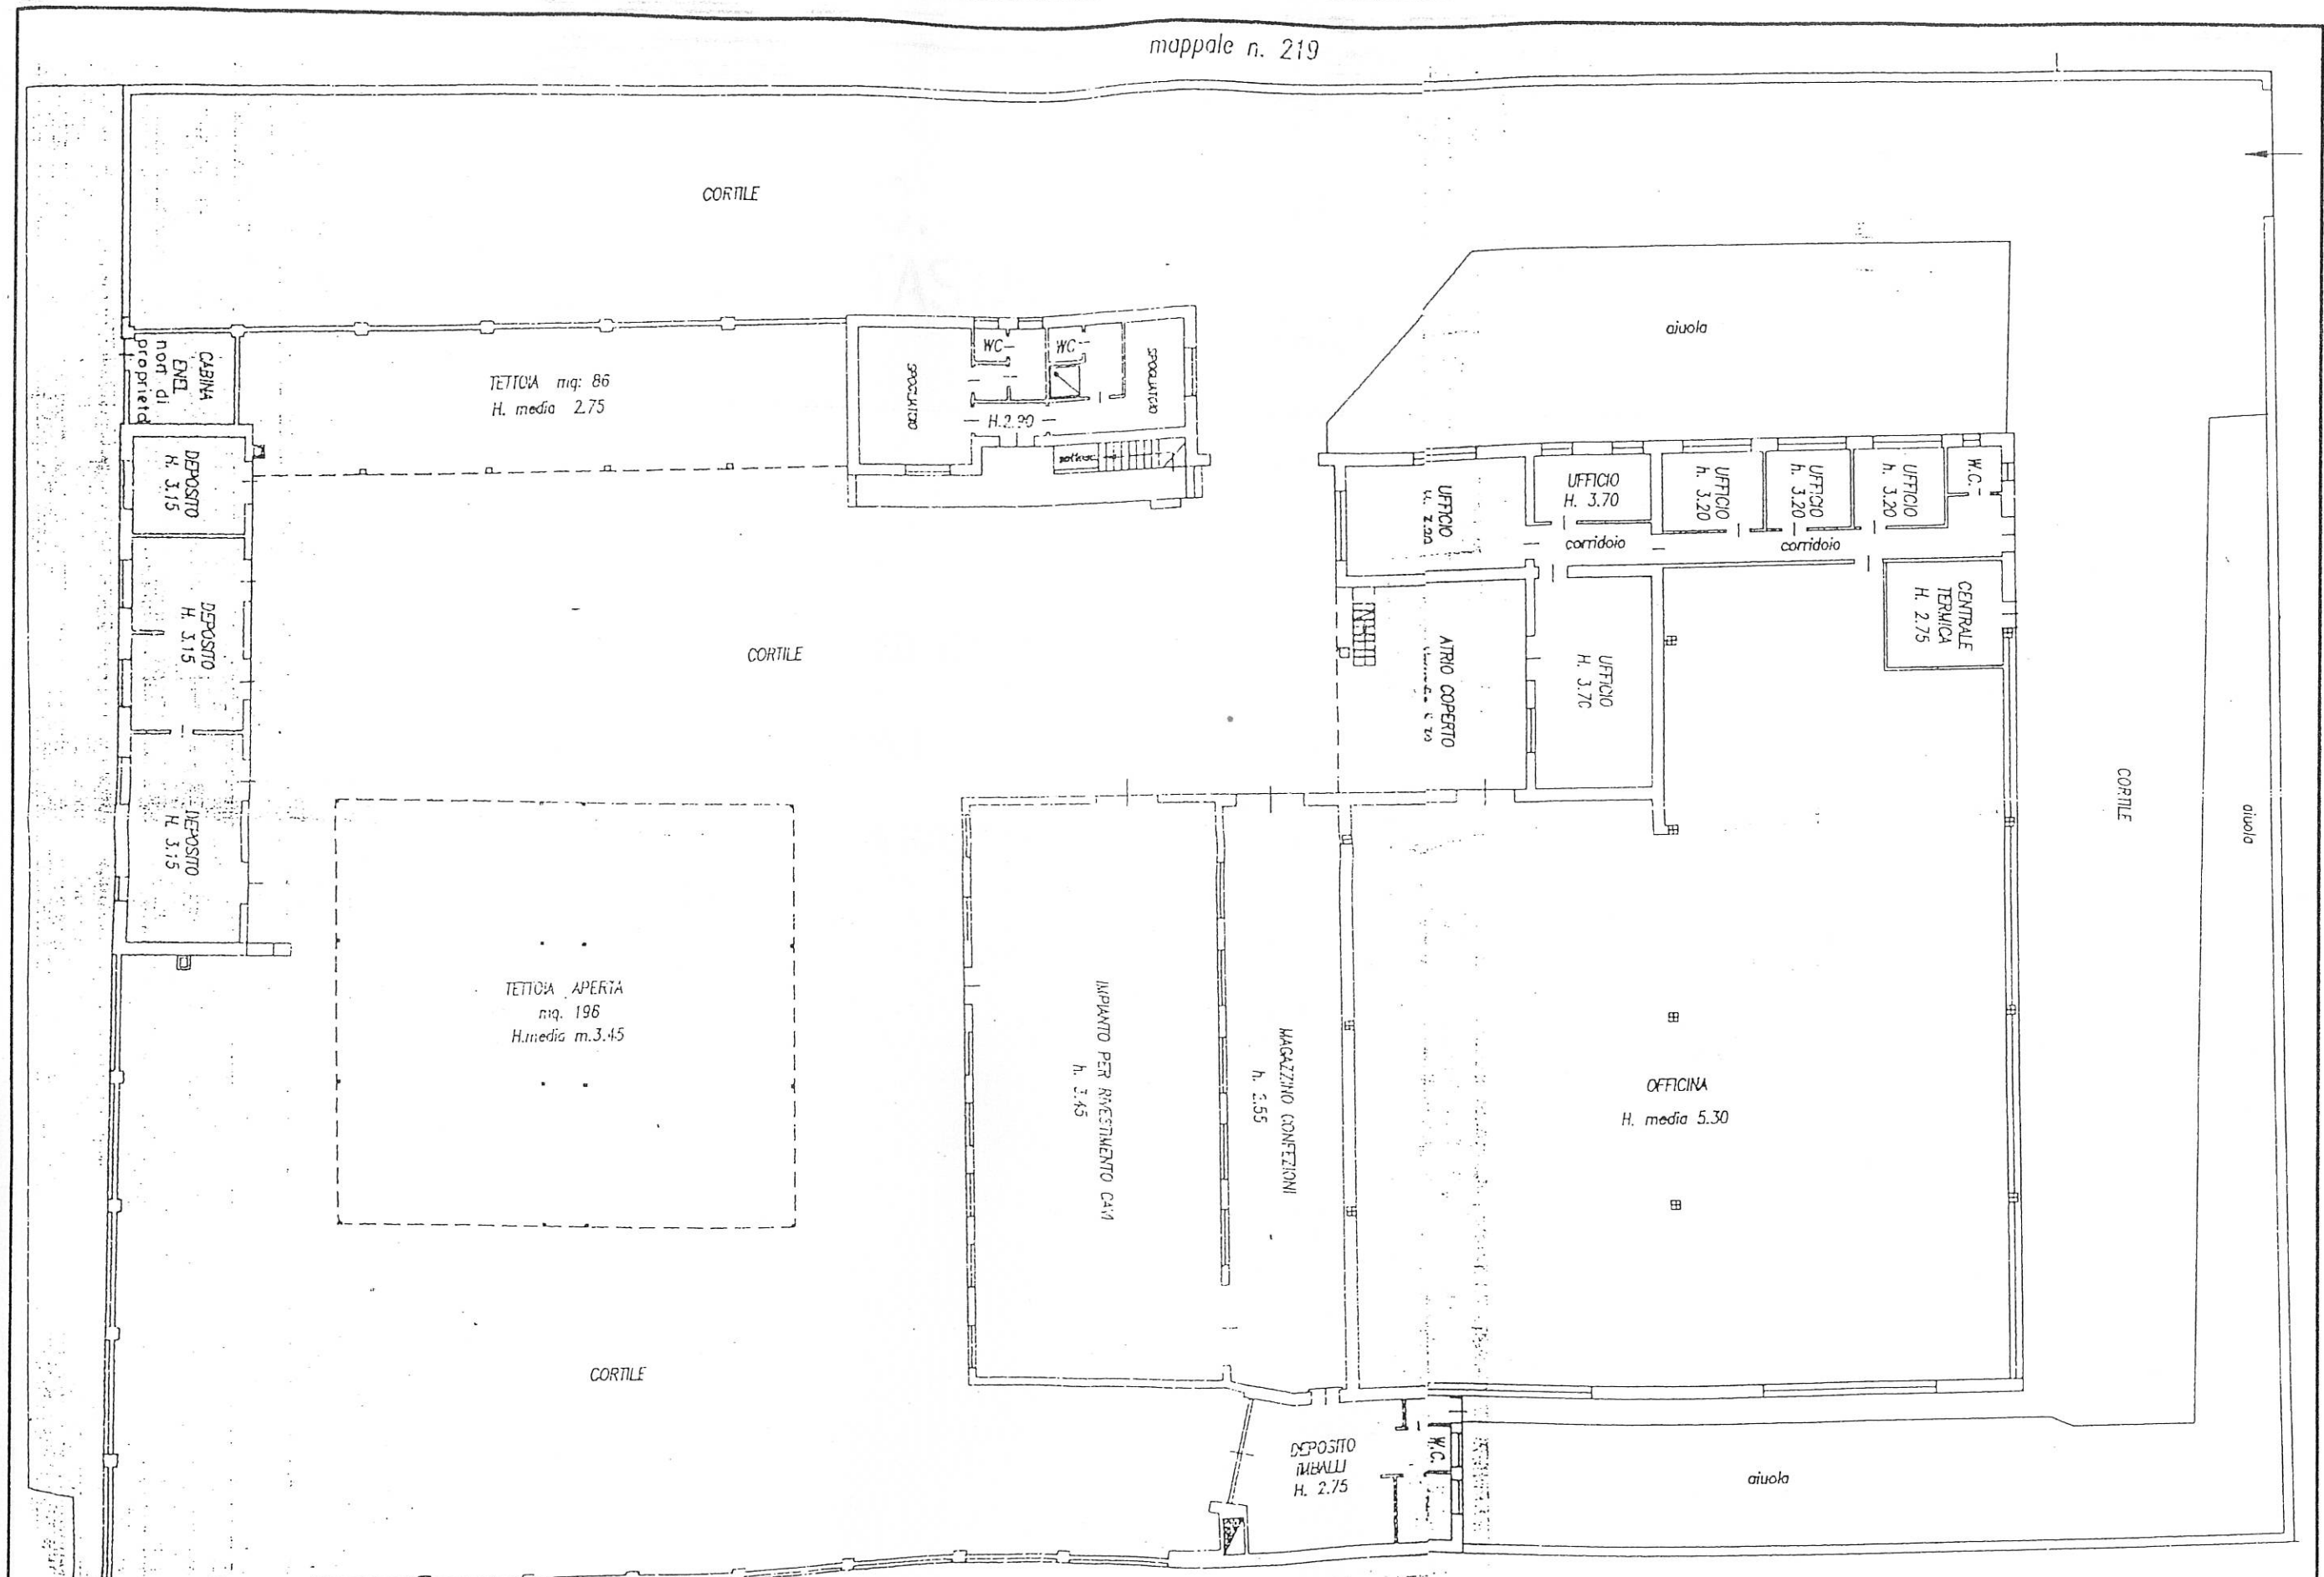 mappale n. 219
CORTILE
aiuola
CABINA
ENEL
non di
proprietà
TETTOIA mq: 86
H. media 2.75
SPOGLIATOIO
WC
WC
SPOGLIATOIO
H.2.90
DEPOSITO
H. 3.15
UFFICIO
UFFICIO
H. 3.70
UFFICIO
h. 3.20
UFFICIO
h. 3.20
UFFICIO
h. 3.20
W.C.
corridoio
corridoio
CENTRALE
TERMICA
H. 2.75
DEPOSITO
H. 3.15
CORTILE
ATRIO COPERTO
UFFICIO
H. 3.70
CORTILE
aiuola
DEPOSITO
H. 3.15
TETTOIA APERTA
mq. 196
H.media m.3.45
IMPIANTO PER RIVESTIMENTO CAVI
h. 3.45
MAGAZZINO CONFEZIONI
h. 2.55
OFFICINA
H. media 5.30
CORTILE
DEPOSITO
IMBALLI
H. 2.75
W.C.
aiuola